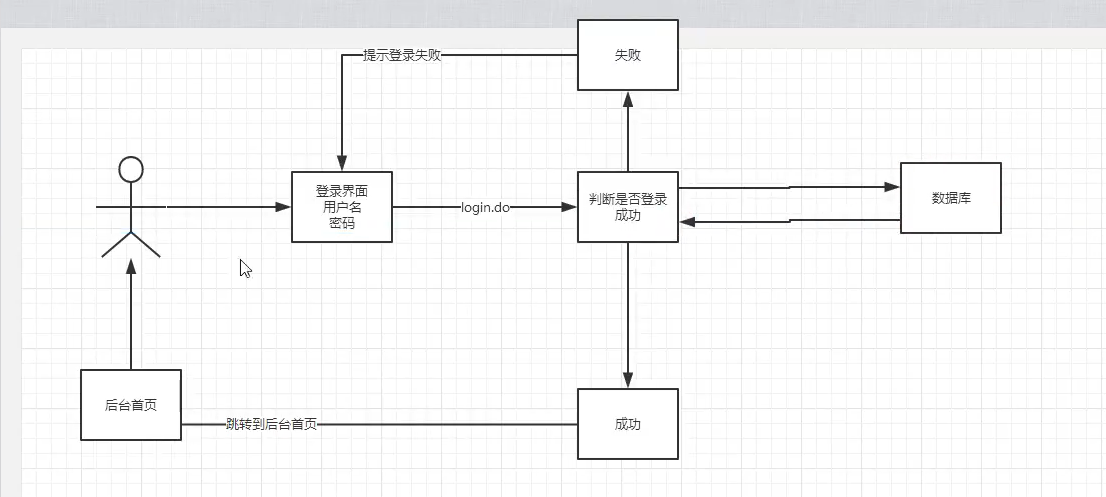 提示登录失败
失败
登录界面
用户名
密码
login.do
判断是否登录
成功
数据库
后台首页
跳转到后台首页
成功